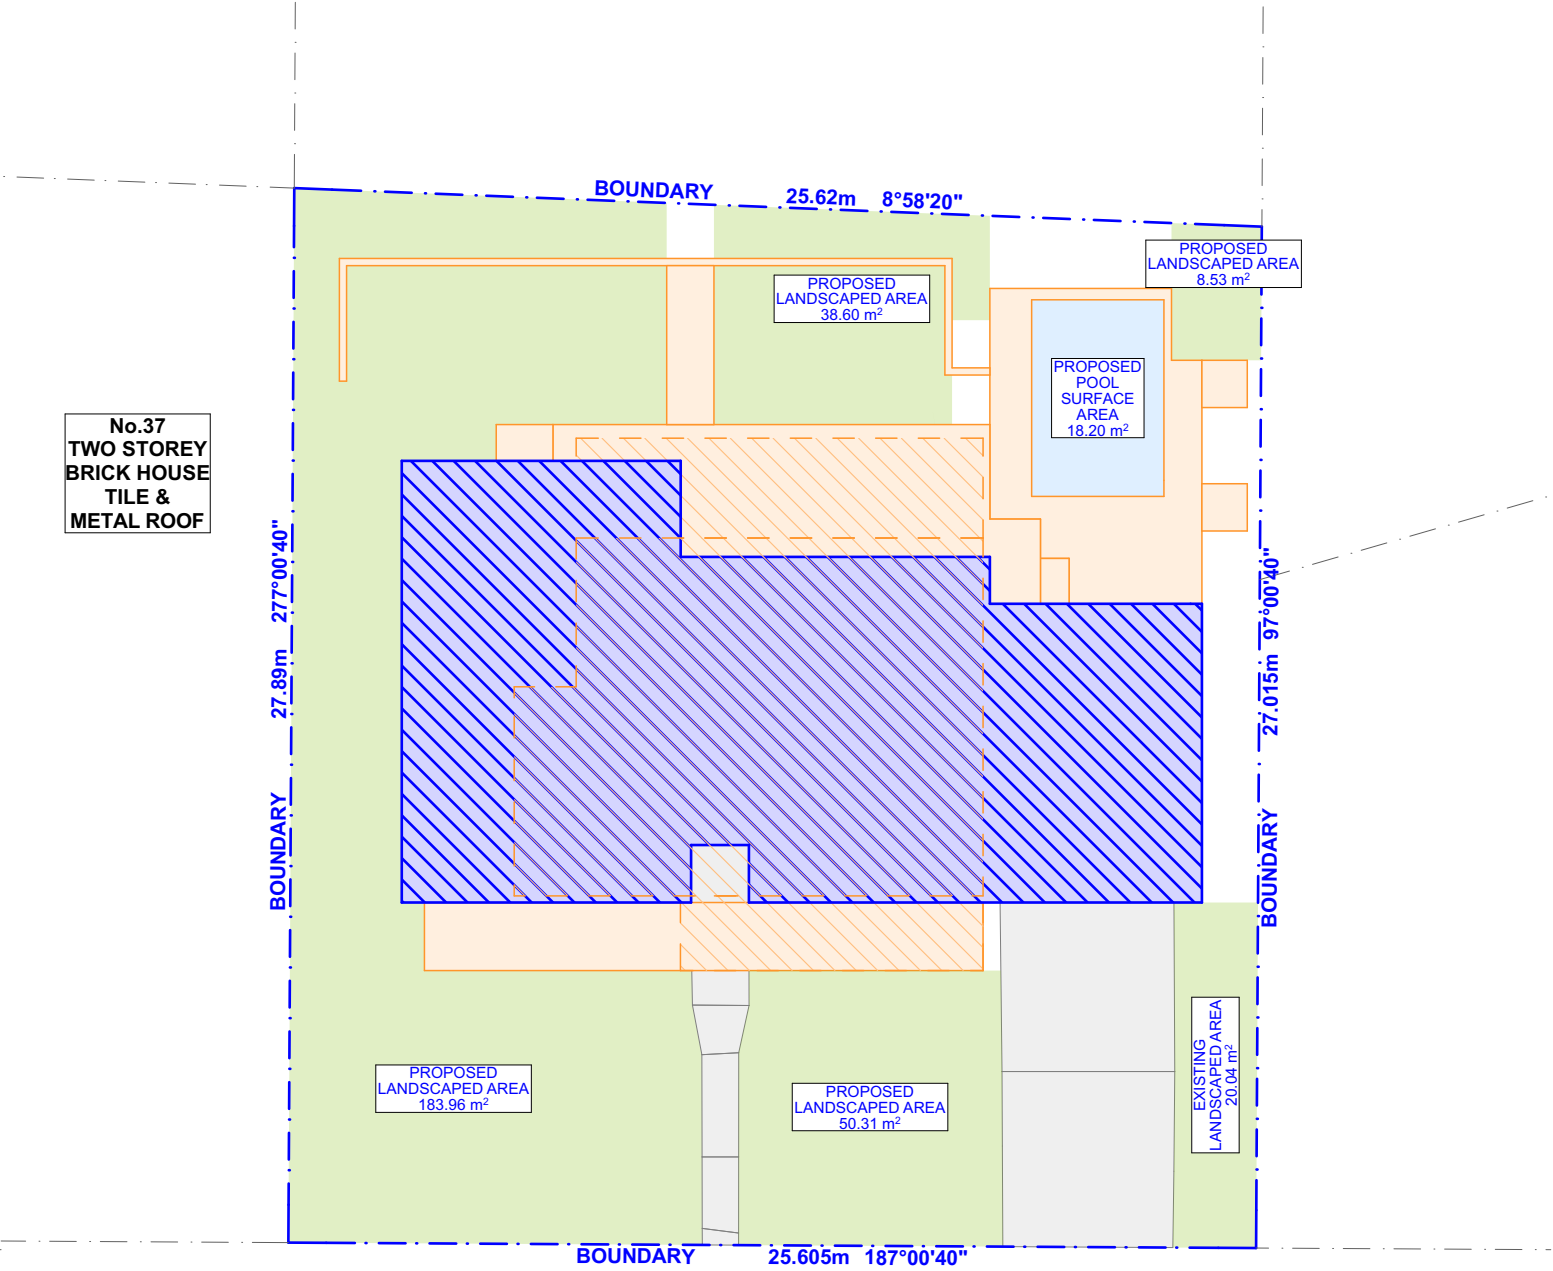 BOUNDARY 25.62m 8°58'20"
PROPOSED
LANDSCAPED AREA
8.53 m²
PROPOSED
LANDSCAPED AREA
38.60 m²
PROPOSED
POOL
SURFACE
AREA
18.20 m²
No.37
TWO STOREY
BRICK HOUSE
TILE &
METAL ROOF
BOUNDARY 27.89m 277°00'40"
BOUNDARY 27.015m 97°00'40"
EXISTING
LANDSCAPED AREA
20.04 m²
PROPOSED
LANDSCAPED AREA
183.96 m²
PROPOSED
LANDSCAPED AREA
50.31 m²
BOUNDARY 25.605m 187°00'40"